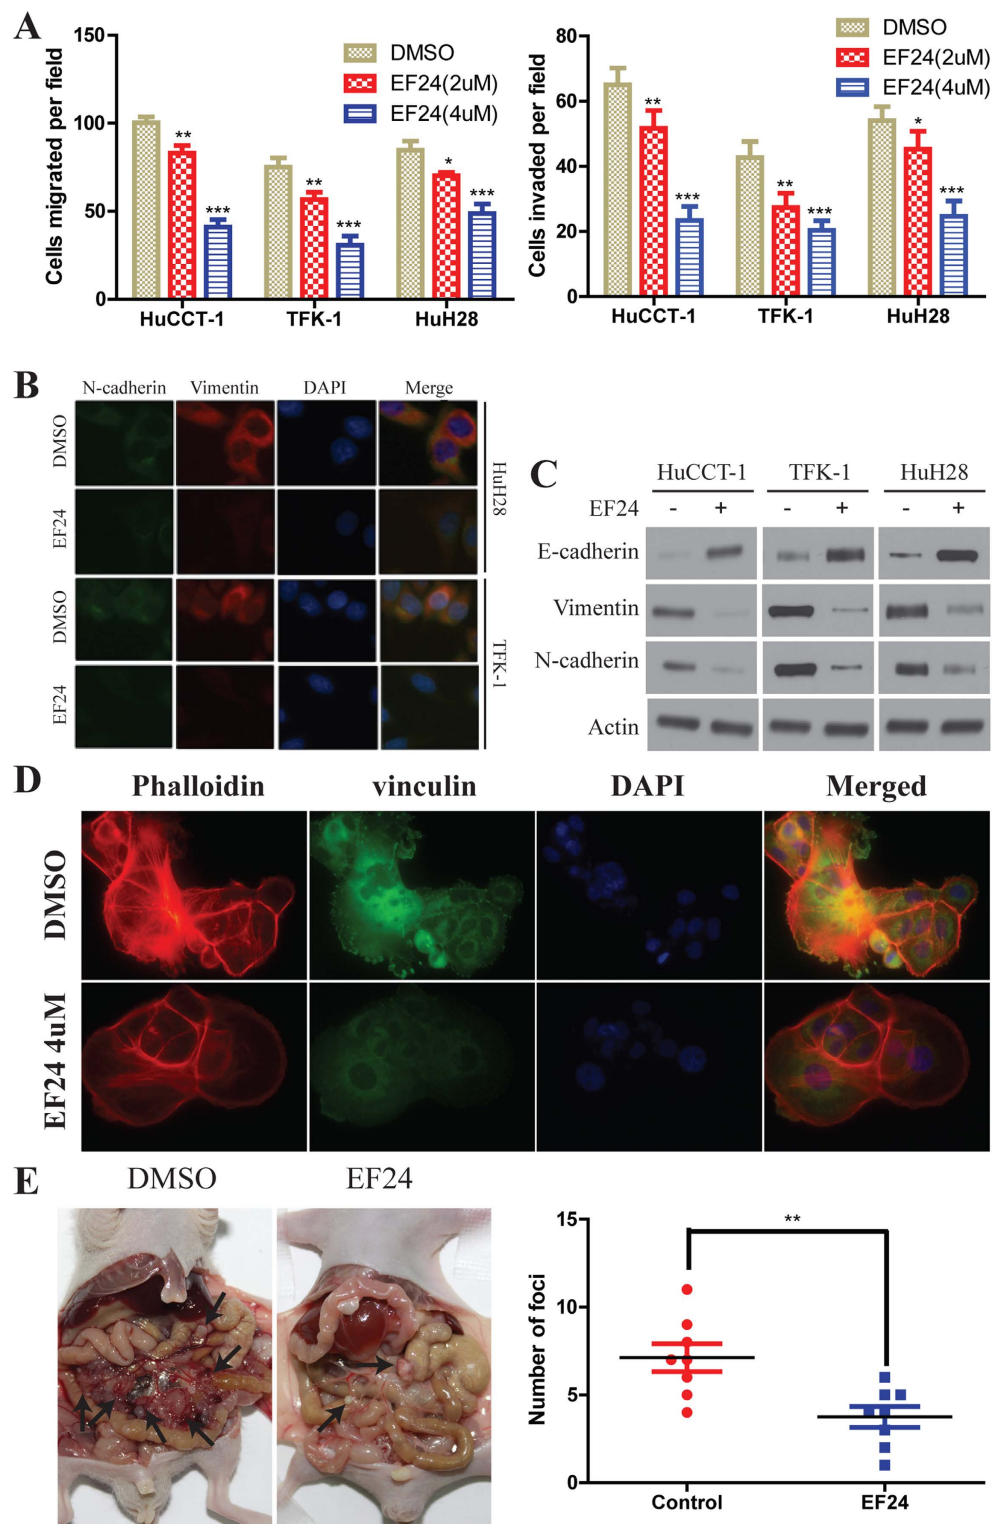 A
Cells migrated per field
150
100
50
0
DMSO
EF24(2uM)
EF24(4uM)
** *** ** *** * ***
HuCCT-1 TFK-1 HuH28
Cells invaded per field
80
60
40
20
0
DMSO
EF24(2uM)
EF24(4uM)
** *** ** *** * ***
HuCCT-1 TFK-1 HuH28
B
N-cadherin Vimentin DAPI Merge
DMSO
EF24
HuH28
DMSO
EF24
TFK-1
C
HuCCT-1 TFK-1 HuH28
EF24 - + - + - +
E-cadherin
Vimentin
N-cadherin
Actin
D
Phalloidin vinculin DAPI Merged
DMSO
EF24 4uM
E
DMSO EF24
Number of foci
15
10
5
0
**
Control EF24